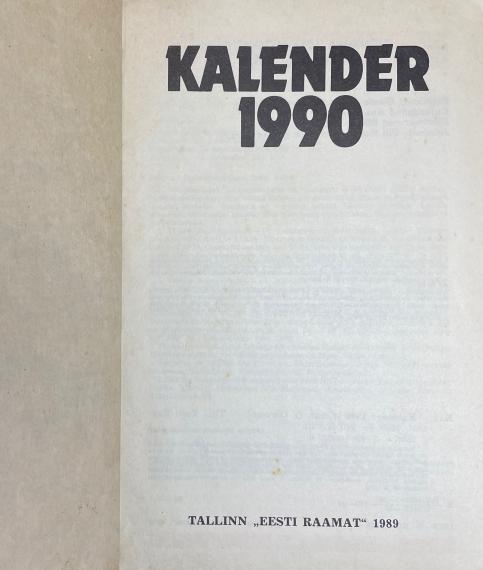 KALENDER
1990
TALLINN „EESTI RAAMAT“ 1989